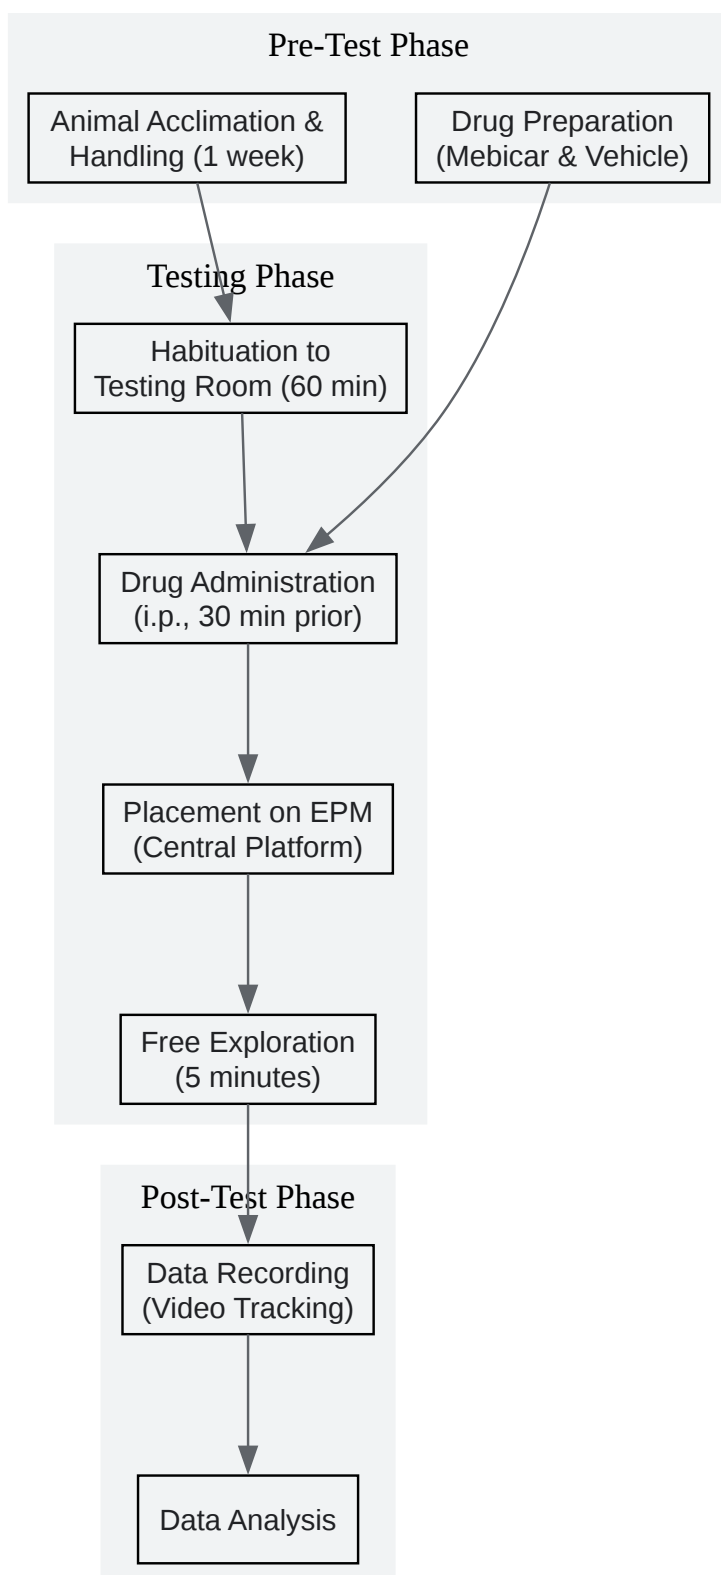 Pre-Test Phase
Animal Acclimation &
Handling (1 week)
Drug Preparation
(Mebicar & Vehicle)
Testing Phase
Habituation to
Testing Room (60 min)
Drug Administration
(i.p., 30 min prior)
Placement on EPM
(Central Platform)
Free Exploration
(5 minutes)
Post-Test Phase
Data Recording
(Video Tracking)
Data Analysis